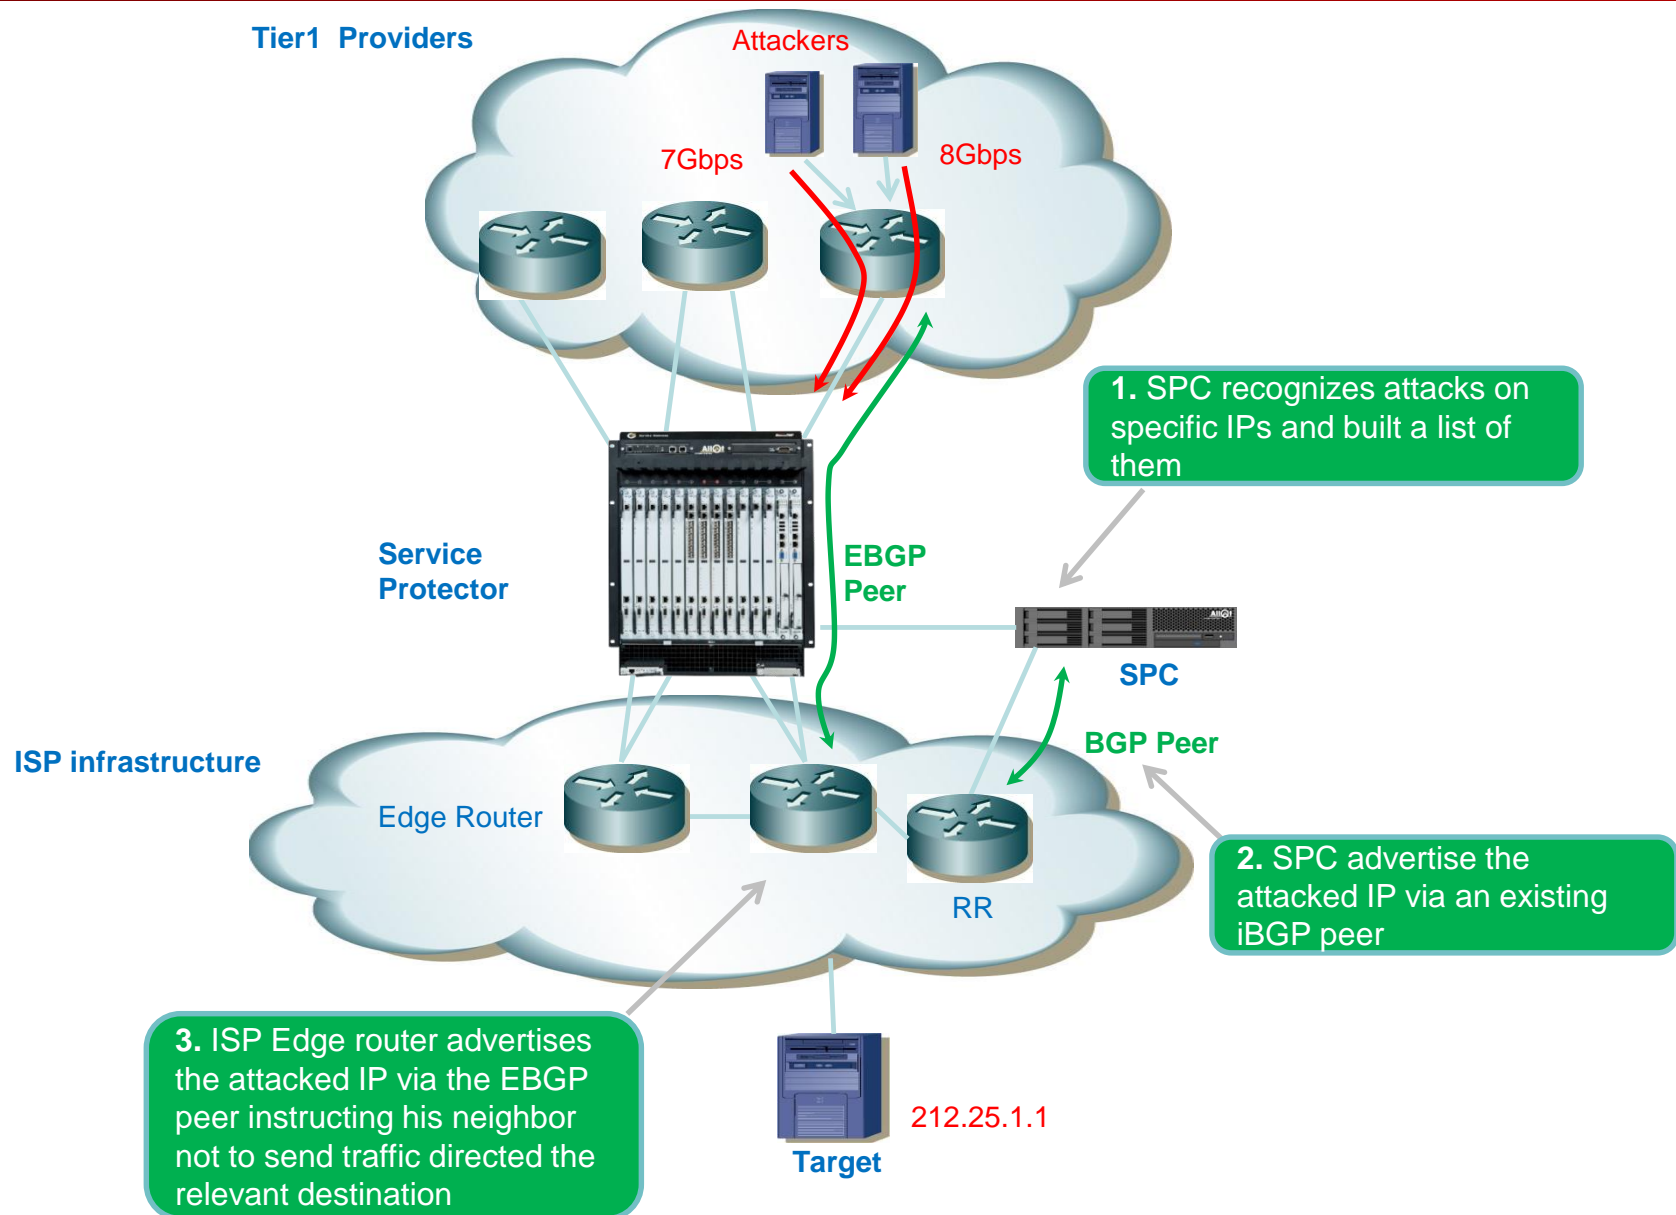 Tier1  Providers
Attackers
7Gbps
8Gbps
1. SPC recognizes attacks on
specific IPs and built a list of
them
Allot
Service
Protector
EBGP
Peer
Allot
SPC
BGP Peer
ISP infrastructure
Edge Router
RR
2. SPC advertise the
attacked IP via an existing
iBGP peer
3. ISP Edge router advertises
the attacked IP via the EBGP
peer instructing his neighbor
not to send traffic directed the
relevant destination
212.25.1.1
Target